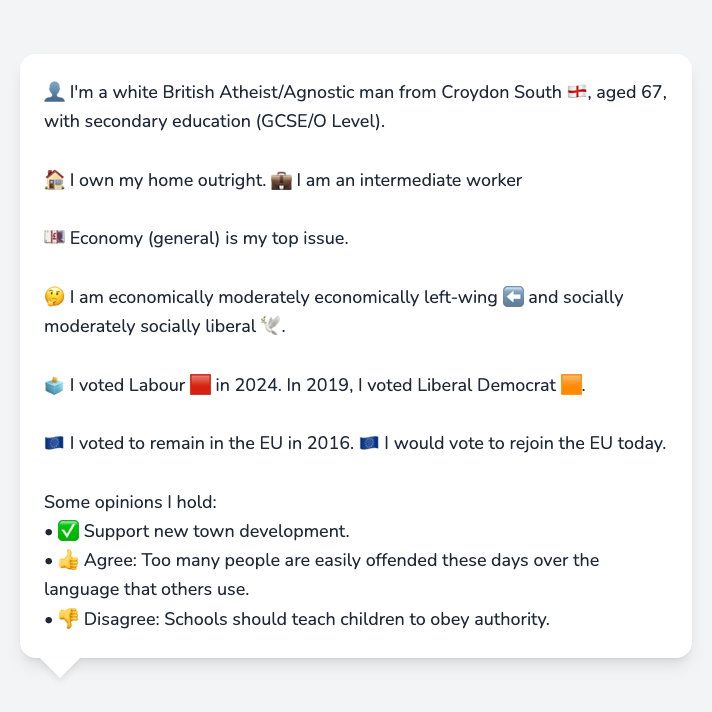 👤 I'm a white British Atheist/Agnostic man from Croydon South 🏴󠁧󠁢󠁥󠁮󠁧󠁿, aged 67,
with secondary education (GCSE/O Level).
🏠 I own my home outright. 💼 I am an intermediate worker
💷 Economy (general) is my top issue.
🤔 I am economically moderately economically left-wing ⬅️ and socially
moderately socially liberal 🕊️.
🗳️ I voted Labour 🟥 in 2024. In 2019, I voted Liberal Democrat 🟧.
🇪🇺 I voted to remain in the EU in 2016. 🇪🇺 I would vote to rejoin the EU today.
Some opinions I hold:
• ✅ Support new town development.
• 👍 Agree: Too many people are easily offended these days over the
language that others use.
• 👎 Disagree: Schools should teach children to obey authority.